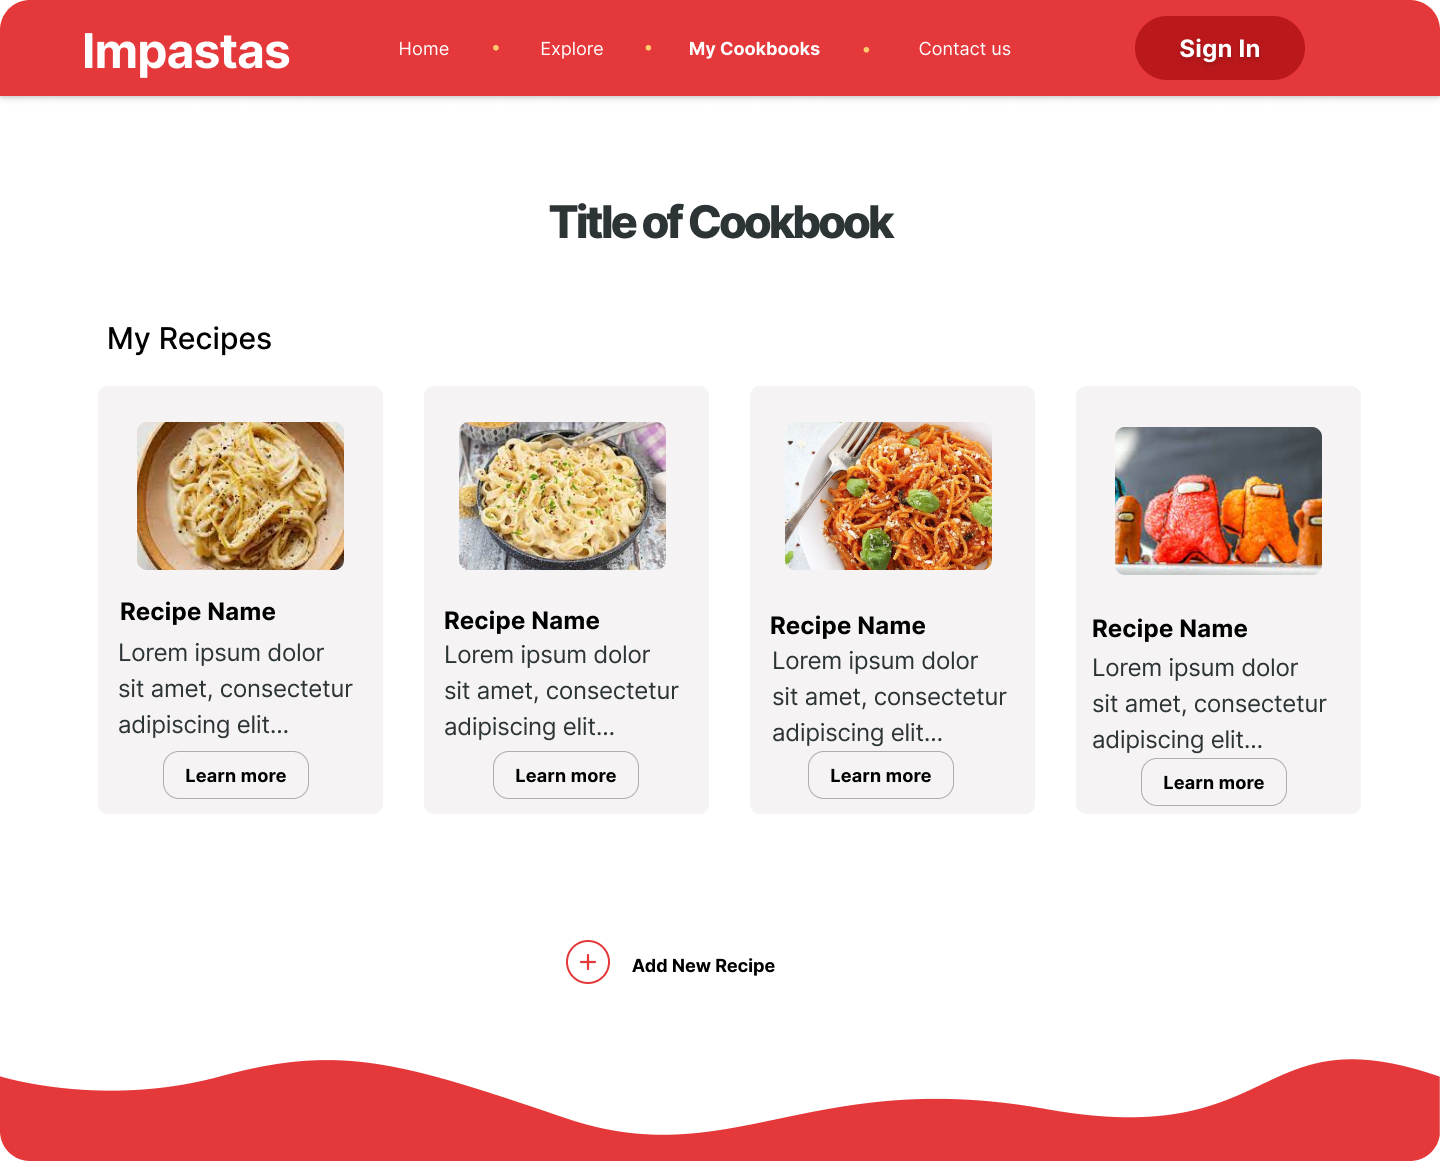 Impastas
Home • Explore • My Cookbooks • Contact us
Sign In
Title of Cookbook
My Recipes
Recipe Name
Lorem ipsum dolor
sit amet, consectetur
adipiscing elit...
Learn more
Recipe Name
Lorem ipsum dolor
sit amet, consectetur
adipiscing elit...
Learn more
Recipe Name
Lorem ipsum dolor
sit amet, consectetur
adipiscing elit...
Learn more
Recipe Name
Lorem ipsum dolor
sit amet, consectetur
adipiscing elit...
Learn more
Add New Recipe